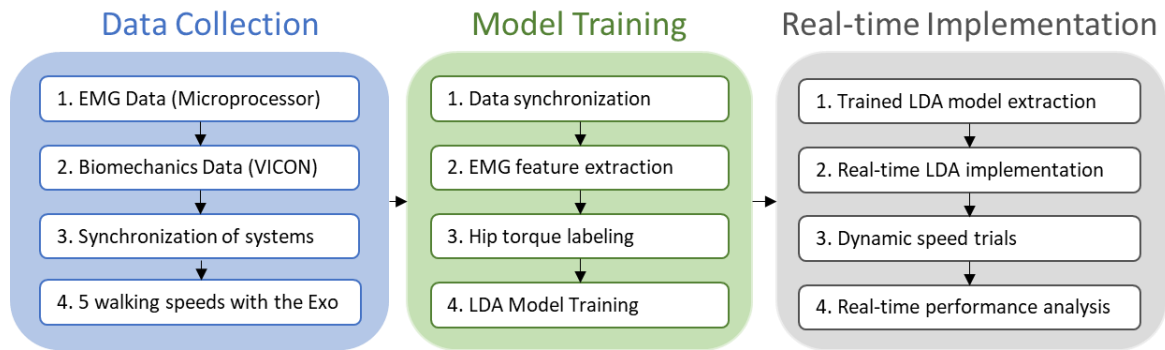 Data Collection
1. EMG Data (Microprocessor)
2. Biomechanics Data (VICON)
3. Synchronization of systems
4. 5 walking speeds with the Exo
Model Training
1. Data synchronization
2. EMG feature extraction
3. Hip torque labeling
4. LDA Model Training
Real-time Implementation
1. Trained LDA model extraction
2. Real-time LDA implementation
3. Dynamic speed trials
4. Real-time performance analysis